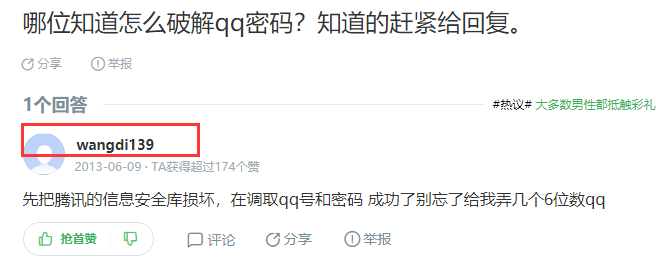 哪位知道怎么破解qq密码？知道的赶紧给回复。
分享 举报
1个回答 #热议# 大多数男性都抵触彩礼
wangdi139
2013-06-09 · TA获得超过174个赞
先把腾讯的信息安全库损坏，在调取qq号和密码 成功了别忘了给我弄几个6位数qq
抢首赞 评论 分享 举报